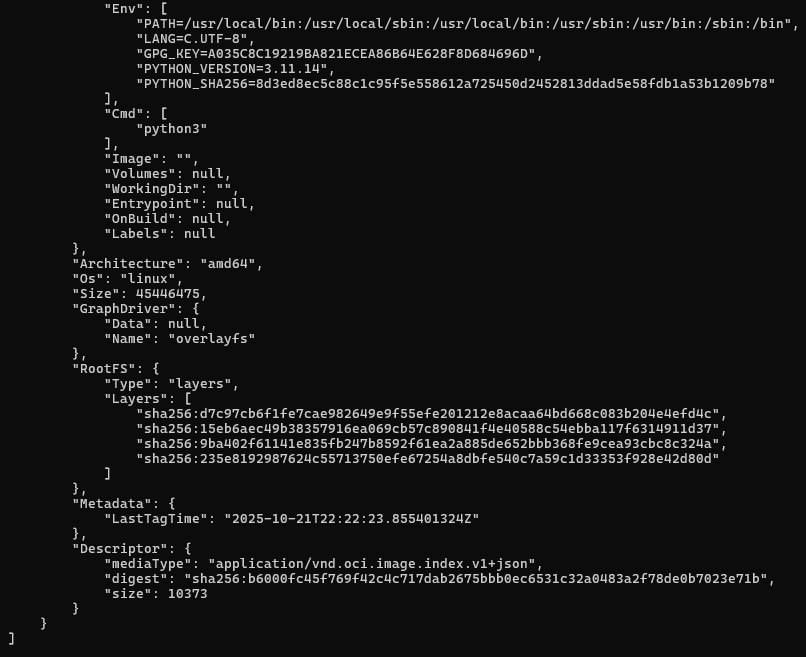 "Env": [
"PATH=/usr/local/bin:/usr/local/sbin:/usr/local/bin:/usr/sbin:/usr/bin:/sbin:/bin",
"LANG=C.UTF-8",
"GPG_KEY=A035C8C19219BA821ECEA86B64E628F8D684696D",
"PYTHON_VERSION=3.11.14",
"PYTHON_SHA256=8d3ed8ec5c88c1c95f5e558612a725450d2452813ddad5e58fdb1a53b1209b78"
],
"Cmd": [
"python3"
],
"Image": "",
"Volumes": null,
"WorkingDir": "",
"Entrypoint": null,
"OnBuild": null,
"Labels": null
},
"Architecture": "amd64",
"Os": "linux",
"Size": 45446475,
"GraphDriver": {
"Data": null,
"Name": "overlayfs"
},
"RootFS": {
"Type": "layers",
"Layers": [
"sha256:d7c97cb6f1fe7cae982649e9f55efe201212e8acaa64bd668c083b204e4efd4c",
"sha256:15eb6aec49b38357916ea069cb57c890841f4e40588c54ebba117f6314911d37",
"sha256:9ba402f61141e835fb247b8592f61ea2a885de652bbb368fe9cea93cbc8c324a",
"sha256:235e8192987624c55713750efe67254a8dbfe540c7a59c1d33353f928e42d80d"
]
},
"Metadata": {
"LastTagTime": "2025-10-21T22:22:23.855401324Z"
},
"Descriptor": {
"mediaType": "application/vnd.oci.image.index.v1+json",
"digest": "sha256:b6000fc45f769f42c4c717dab2675bbb0ec6531c32a0483a2f78de0b7023e71b",
"size": 10373
}
}
]